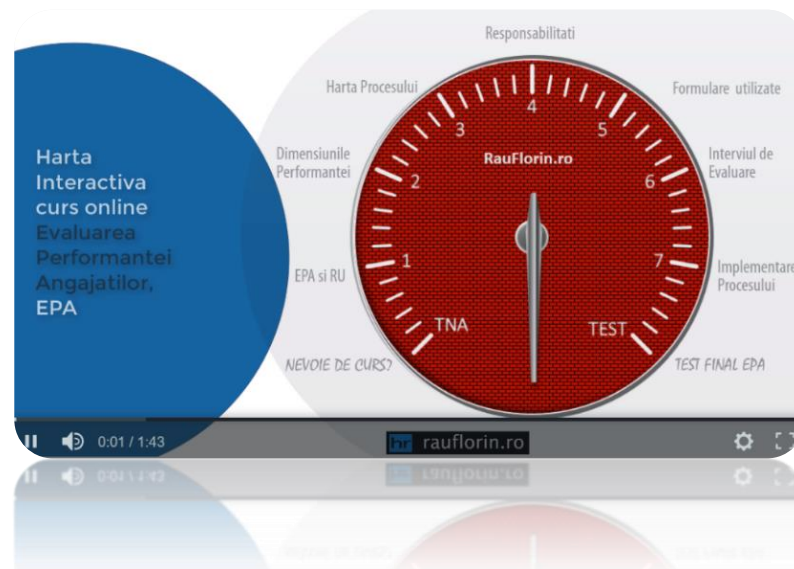 Harta
Interactiva
curs online
Evaluarea
Performantei
Angajatilor,
EPA
Responsabilitati
Harta Procesului
Formulare utilizate
Dimensiunile
Performantei
Interviul de
Evaluare
EPA si RU
Implementare
Procesului
NEVOIE DE CURS?
TEST FINAL EPA
RauFlorin.ro
TNA
1
2
3
4
5
6
7
TEST
0:01 / 1:43
hr rauflorin.ro